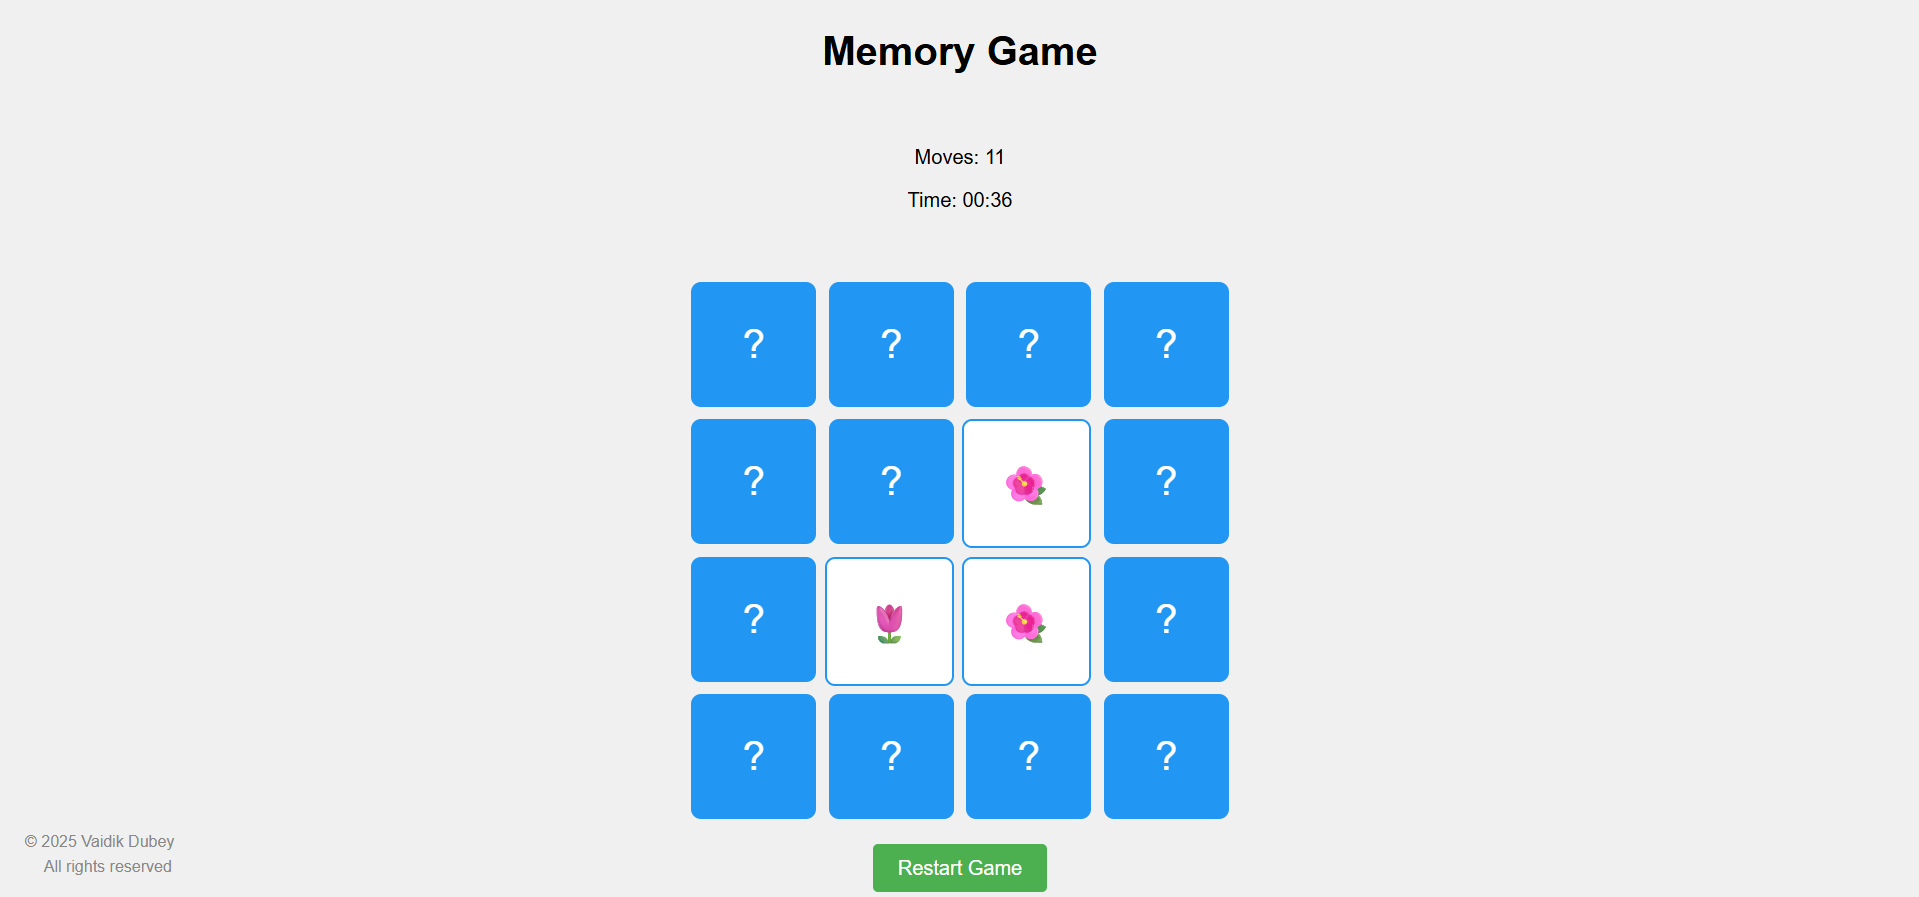 Memory Game
Moves: 11
Time: 00:36
? ? ? ?
? ? ?
? ?
? ? ? ?
© 2025 Vaidik Dubey
All rights reserved
Restart Game